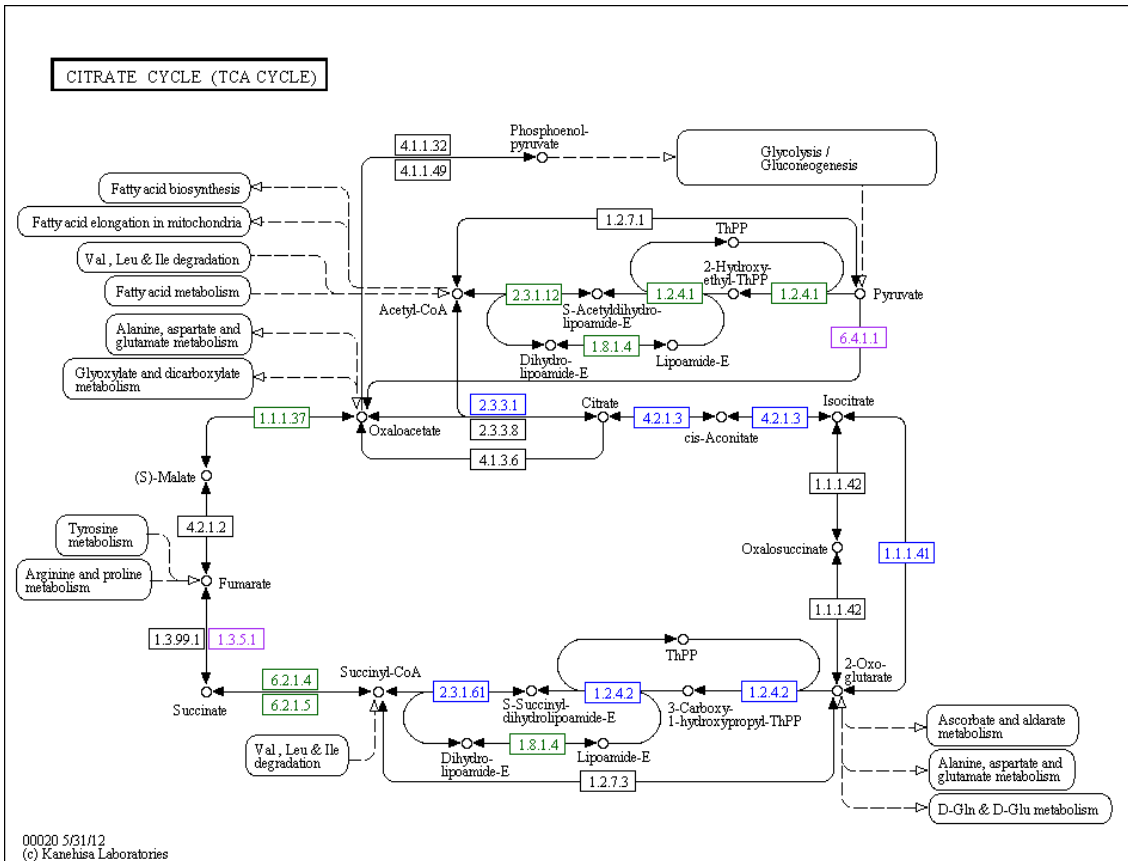 CITRATE CYCLE (TCA CYCLE)
Phosphoenol-
pyruvate
4.1.1.32
4.1.1.49
Glycolysis /
Gluconeogenesis
Fatty acid biosynthesis
Fatty acid elongation in mitochondria
Val , Leu & Ile degradation
Fatty acid metabolism
Alanine, aspartate and
glutamate metabolism
Glyoxylate and dicarboxylate
metabolism
1.2.7.1
ThPP
2-Hydroxy-
ethyl-ThPP
Acetyl-CoA
2.3.1.12
S-Acetyldihydro-
lipoamide-E
1.2.4.1
1.2.4.1
Pyruvate
Dihydro-
lipoamide-E
1.8.1.4
Lipoamide-E
6.4.1.1
1.1.1.37
Oxaloacetate
2.3.3.1
2.3.3.8
4.1.3.6
Citrate
4.2.1.3
cis-Aconitate
4.2.1.3
Isocitrate
(S)-Malate
1.1.1.42
4.2.1.2
Oxalosuccinate
1.1.1.41
Tyrosine
metabolism
Arginine and proline
metabolism
Fumarate
1.1.1.42
1.3.99.1
1.3.5.1
ThPP
Succinate
6.2.1.4
6.2.1.5
Succinyl-CoA
2.3.1.61
S-Succinyl-
dihydrolipoamide-E
1.2.4.2
3-Carboxy-
1-hydroxypropyl-ThPP
1.2.4.2
2-Oxo-
glutarate
Val , Leu & Ile
degradation
Dihydro-
lipoamide-E
1.8.1.4
Lipoamide-E
1.2.7.3
Ascorbate and aldarate
metabolism
Alanine, aspartate and
glutamate metabolism
D-Gln & D-Glu metabolism
00020 5/31/12
(c) Kanehisa Laboratories